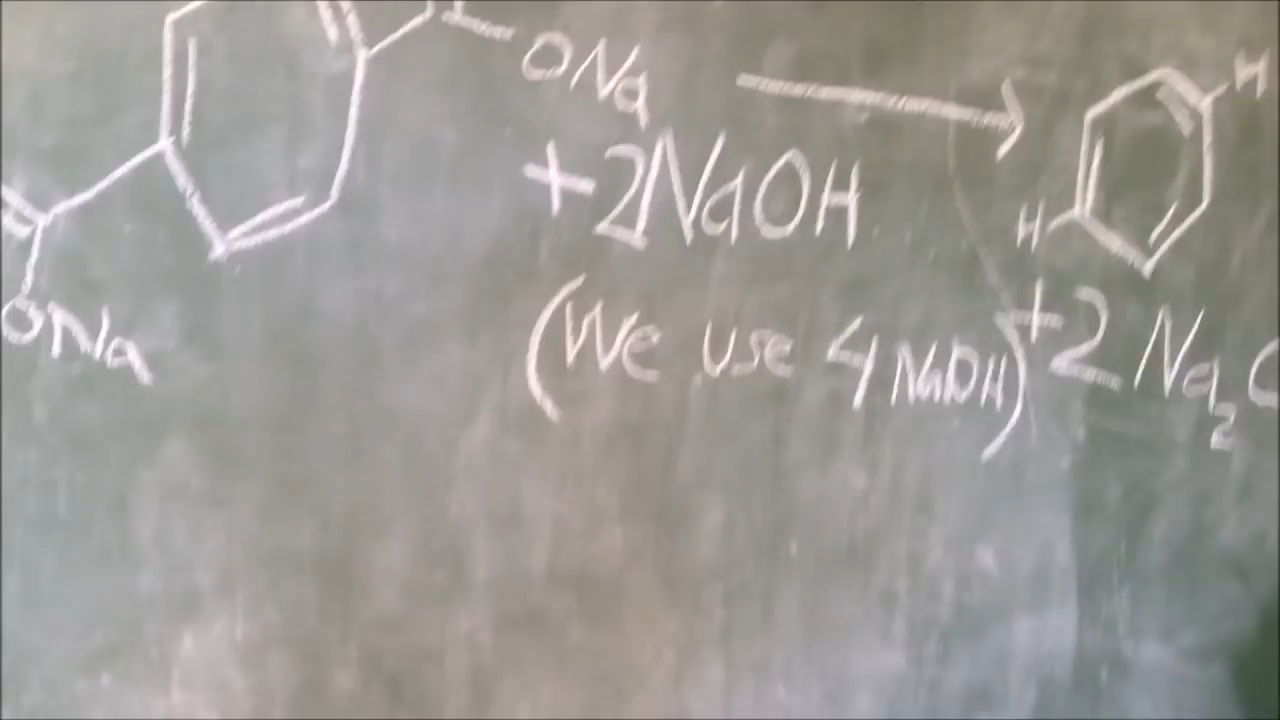 ONa
H
+2NaOH
H
ONa
(We use 4 NaOH)
+2 Na2C